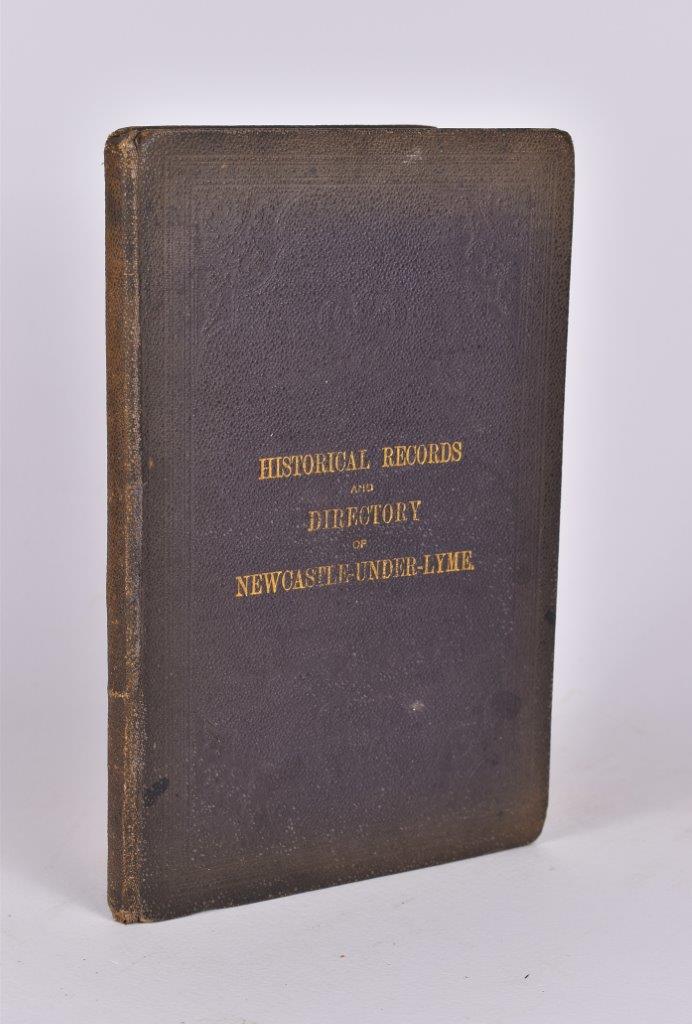 HISTORICAL RECORDS
AND
DIRECTORY
OF
NEWCASTLE-UNDER-LYME.